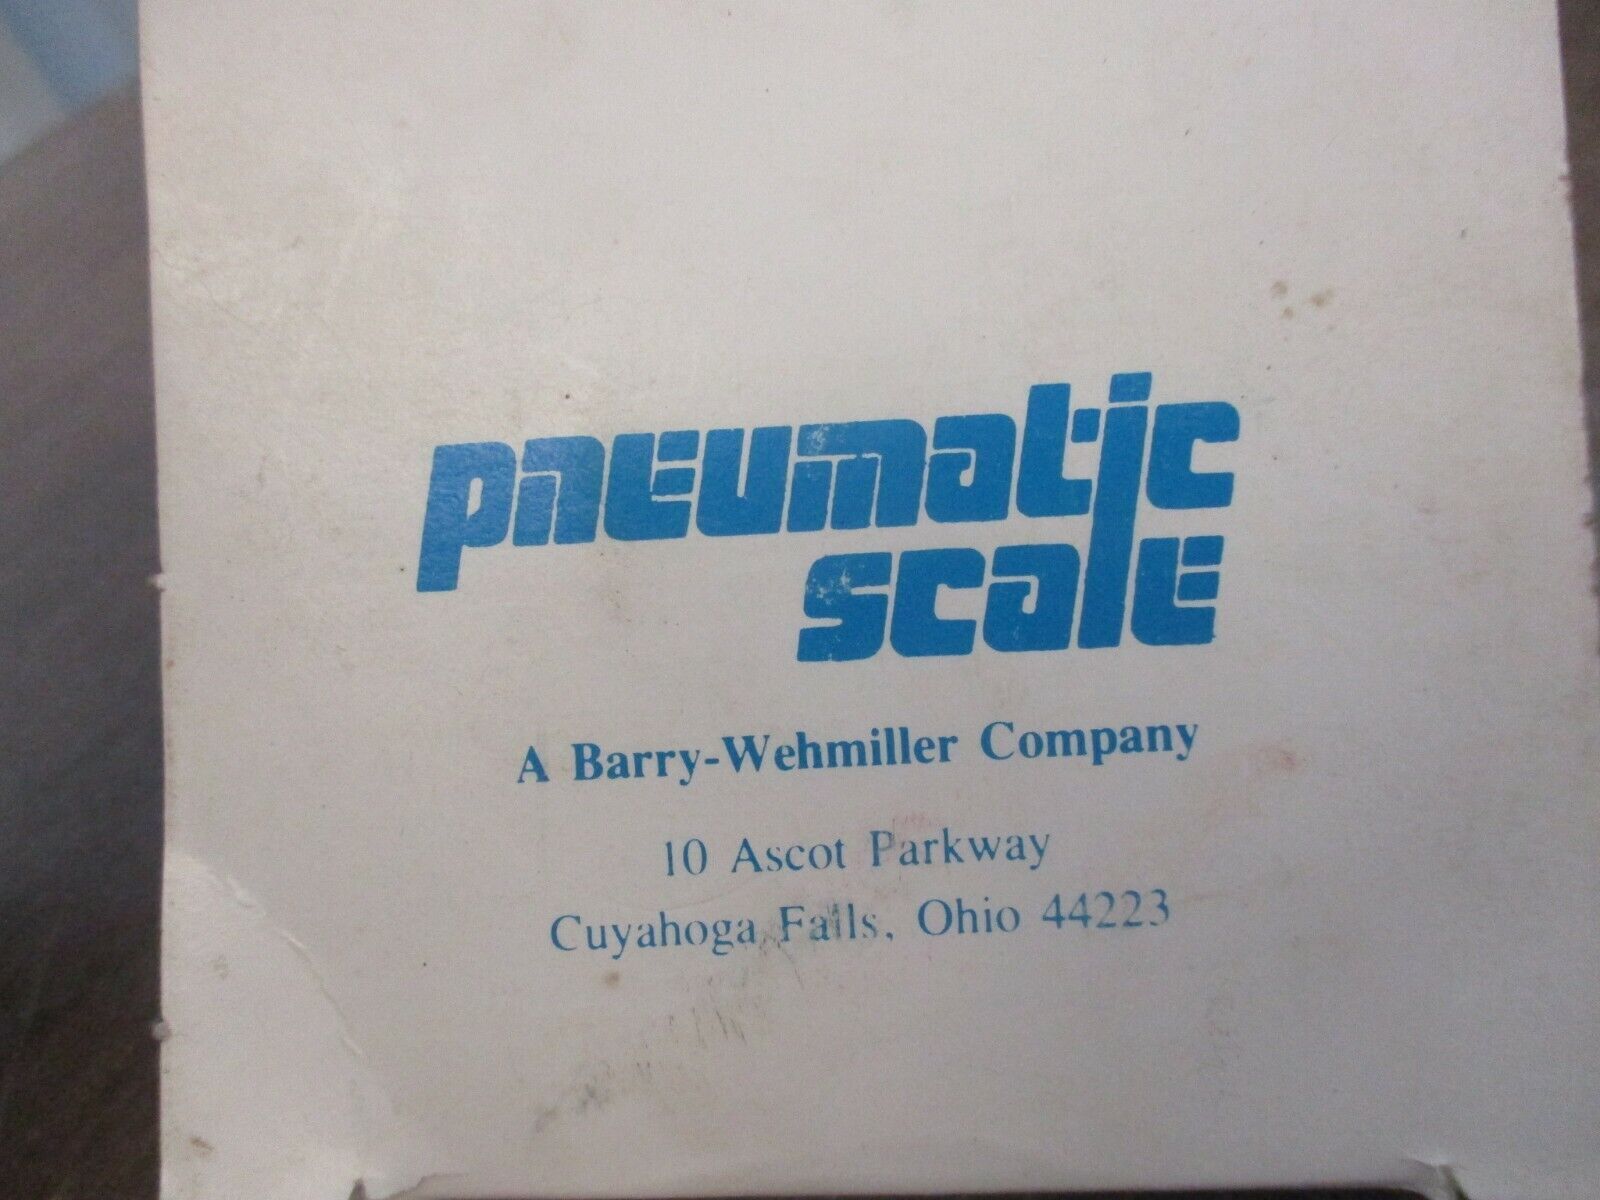 pneumatic
scale
A Barry-Wehmiller Company
10 Ascot Parkway
Cuyahoga Falls, Ohio 44223